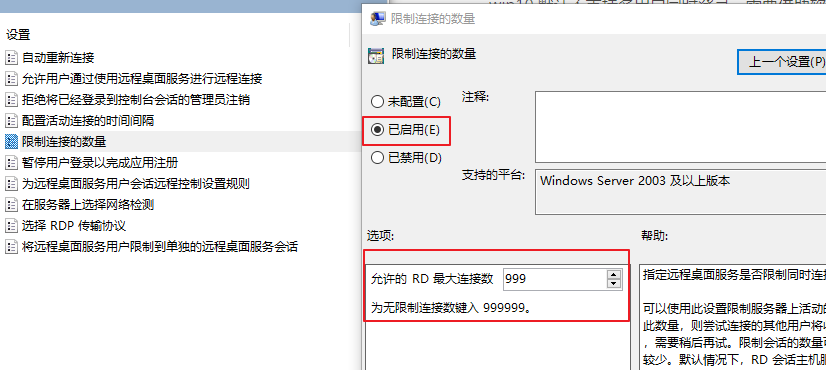 限制连接的数量
设置
自动重新连接
允许用户通过使用远程桌面服务进行远程连接
拒绝将已经登录到控制台会话的管理员注销
配置活动连接的时间间隔
限制连接的数量
暂停用户登录以完成应用注册
为远程桌面服务用户会话远程控制设置规则
在服务器上选择网络检测
选择 RDP 传输协议
将远程桌面服务用户限制到单独的远程桌面服务会话
限制连接的数量
上一个设置(P)
未配置(C)
已启用(E)
已禁用(D)
注释:
支持的平台:
Windows Server 2003 及以上版本
选项:
帮助:
允许的 RD 最大连接数 999
为无限制连接数键入 999999。
指定远程桌面服务是否限制同时连接
可以使用此设置限制服务器上活动的
此数量，则尝试连接的其他用户将
，需要稍后再试。限制会话的数量
较少。默认情况下，RD 会话主机服